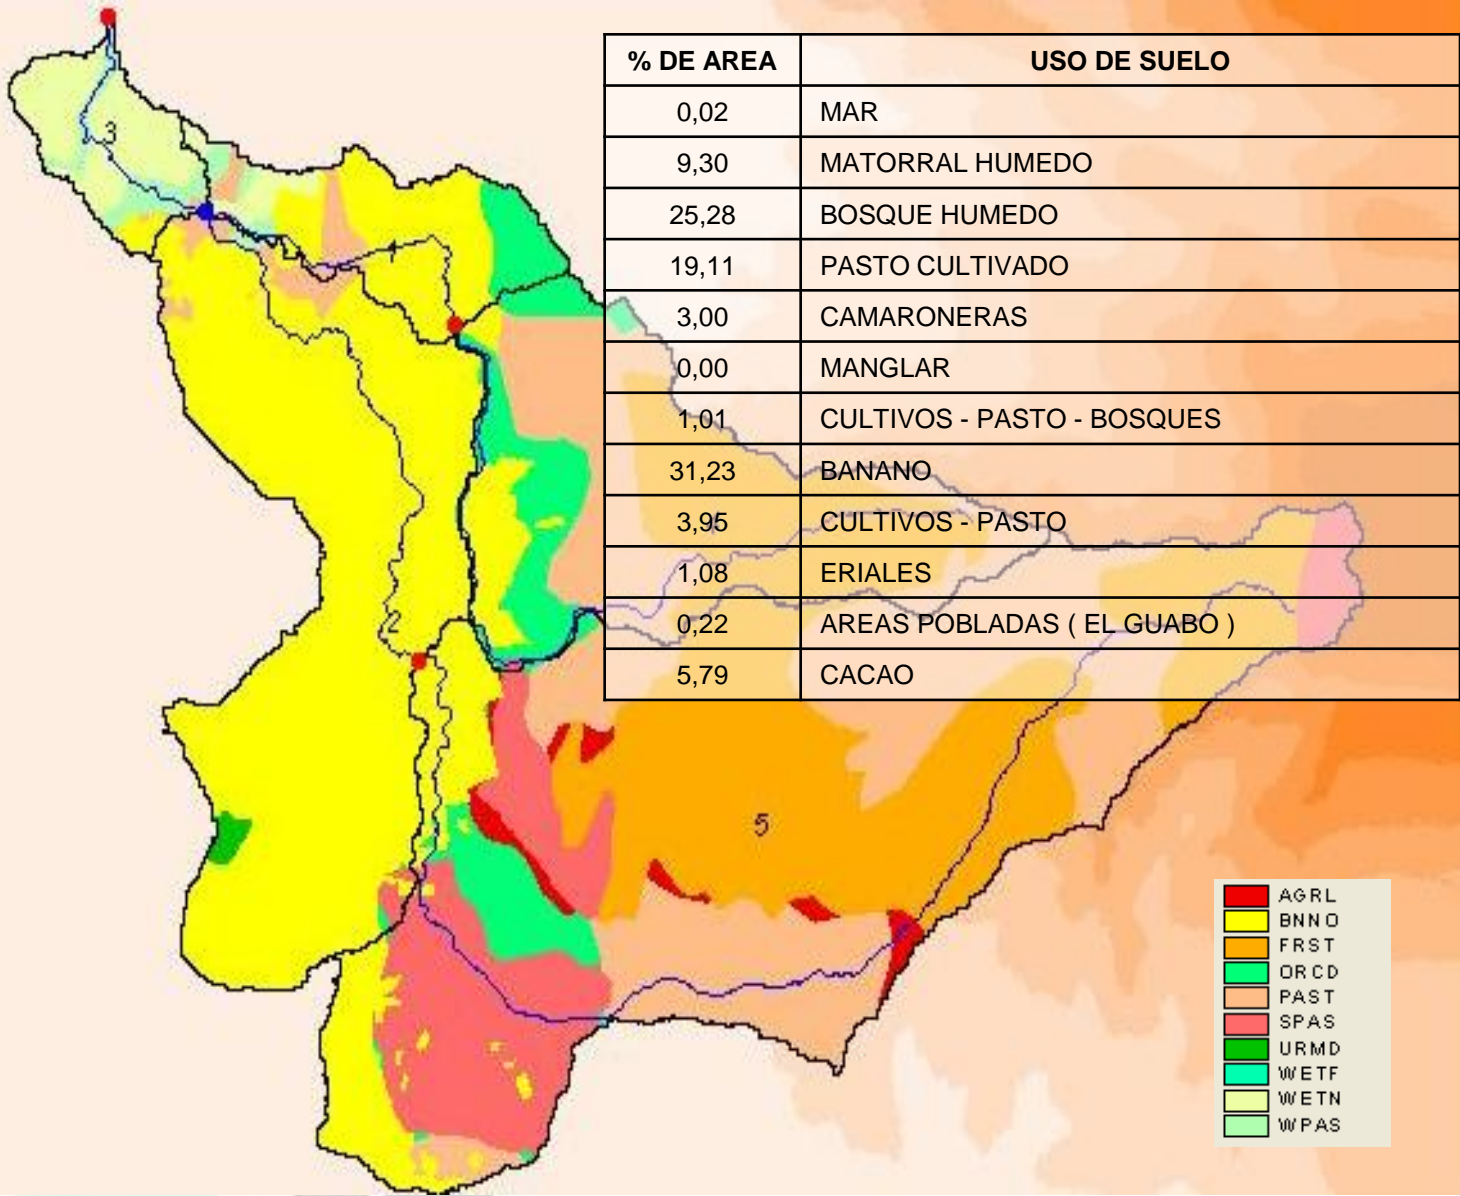 % DE AREA USO DE SUELO
0,02 MAR
9,30 MATORRAL HUMEDO
25,28 BOSQUE HUMEDO
19,11 PASTO CULTIVADO
3,00 CAMARONERAS
0,00 MANGLAR
1,01 CULTIVOS - PASTO - BOSQUES
31,23 BANANO
3,95 CULTIVOS - PASTO
1,08 ERIALES
0,22 AREAS POBLADAS ( EL GUABO )
5,79 CACAO
3
1
2
5
AGRL
BNNO
FRST
ORCD
PAST
SPAS
URMD
WETF
WETN
WPAS